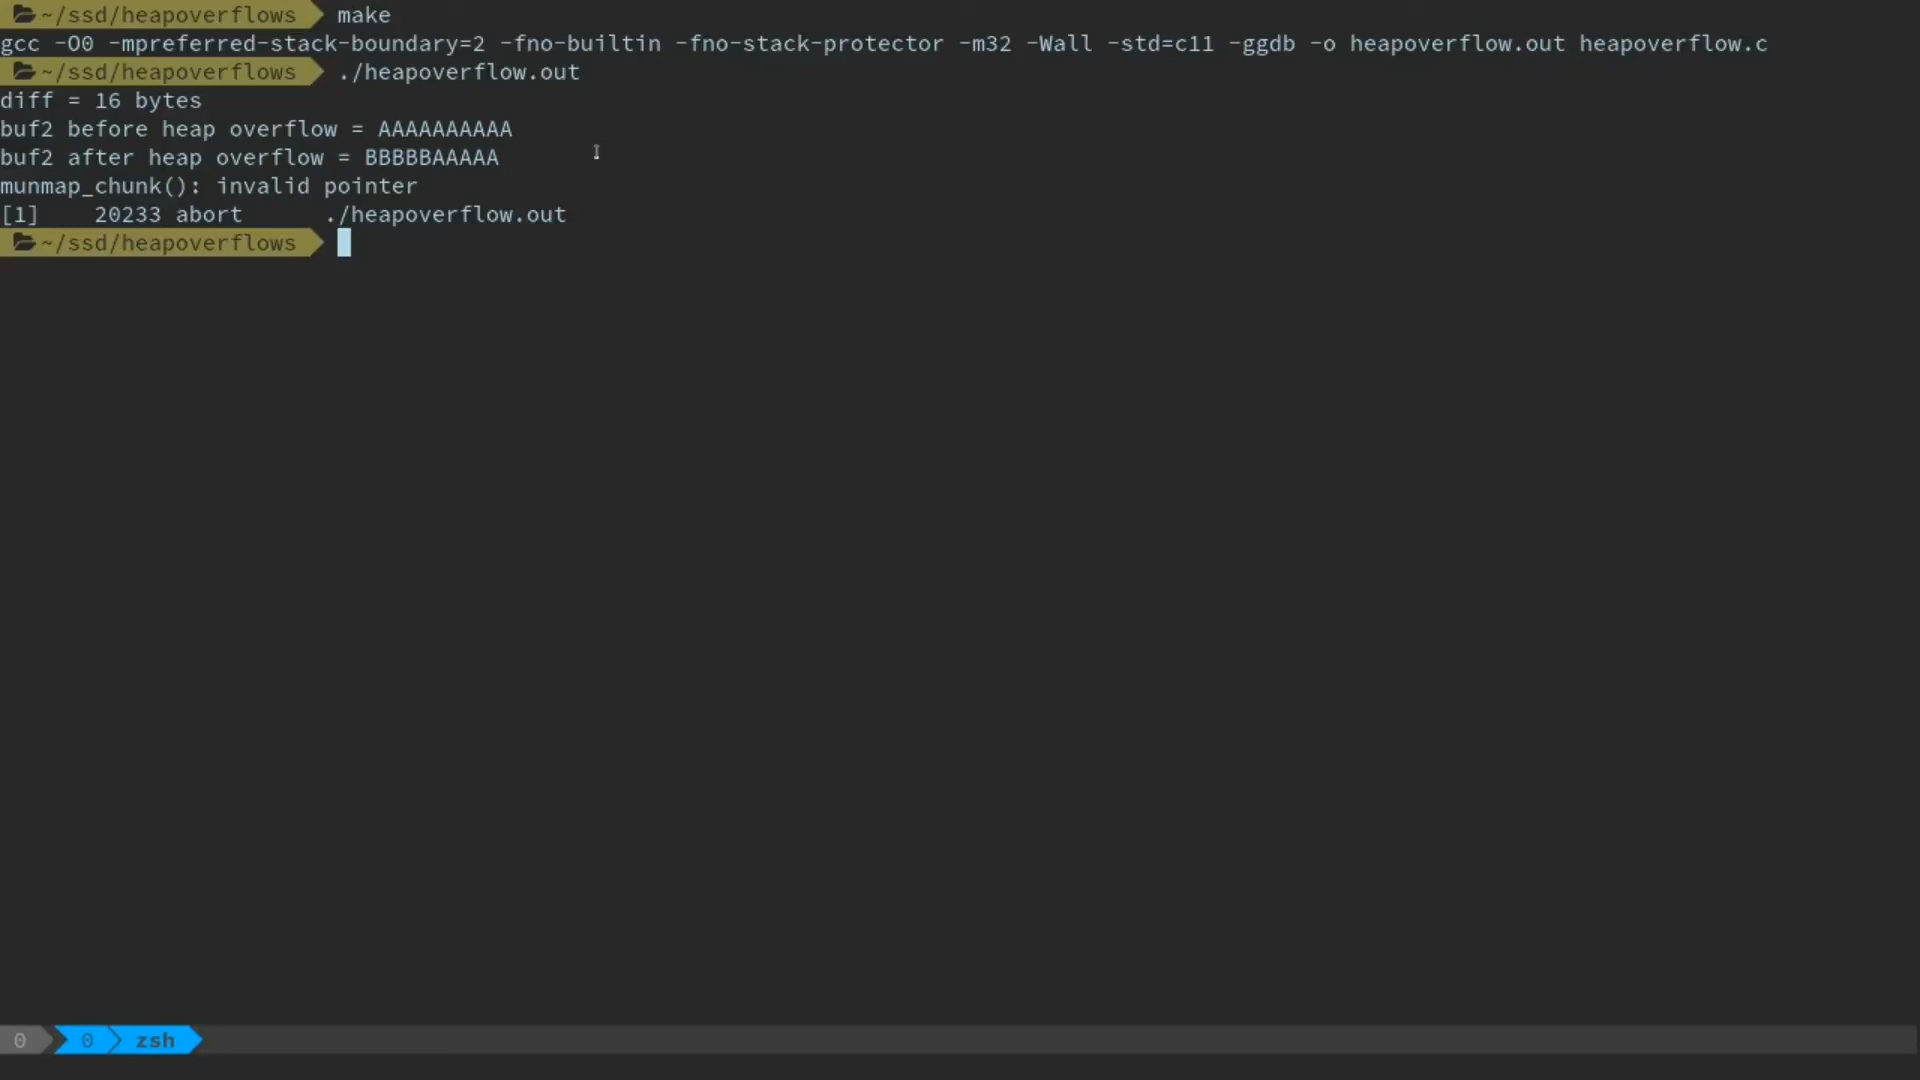 ~/ssd/heapoverflows make
gcc -O0 -mpreferred-stack-boundary=2 -fno-builtin -fno-stack-protector -m32 -Wall -std=c11 -ggdb -o heapoverflow.out heapoverflow.c
~/ssd/heapoverflows ./heapoverflow.out
diff = 16 bytes
buf2 before heap overflow = AAAAAAAAAA
buf2 after heap overflow = BBBBBAAAAA
munmap_chunk(): invalid pointer
[1]    20233 abort      ./heapoverflow.out
~/ssd/heapoverflows
0 0 zsh